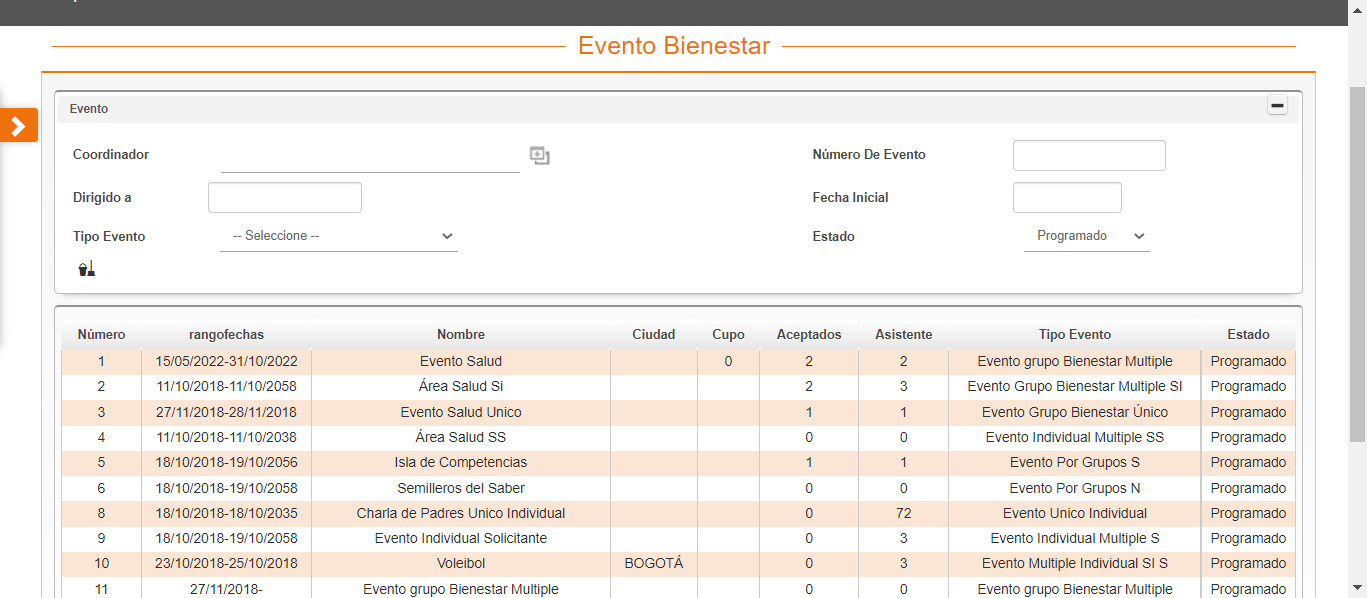 Evento Bienestar
Evento
Coordinador
Número De Evento
Dirigido a
Fecha Inicial
Tipo Evento -- Seleccione --
Estado Programado
Número rangofechas Nombre Ciudad Cupo Aceptados Asistente Tipo Evento Estado
1 15/05/2022-31/10/2022 Evento Salud 0 2 2 Evento grupo Bienestar Multiple Programado
2 11/10/2018-11/10/2058 Área Salud Si 2 3 Evento Grupo Bienestar Multiple SI Programado
3 27/11/2018-28/11/2018 Evento Salud Unico 1 1 Evento Grupo Bienestar Único Programado
4 11/10/2018-11/10/2038 Área Salud SS 0 0 Evento Individual Multiple SS Programado
5 18/10/2018-19/10/2056 Isla de Competencias 1 1 Evento Por Grupos S Programado
6 18/10/2018-19/10/2058 Semilleros del Saber 0 0 Evento Por Grupos N Programado
8 18/10/2018-18/10/2035 Charla de Padres Unico Individual 0 72 Evento Unico Individual Programado
9 18/10/2018-19/10/2058 Evento Individual Solicitante 0 3 Evento Individual Multiple S Programado
10 23/10/2018-25/10/2018 Voleibol BOGOTÁ 0 3 Evento Multiple Individual SI S Programado
11 27/11/2018- Evento grupo Bienestar Multiple 0 0 Evento grupo Bienestar Multiple Programado